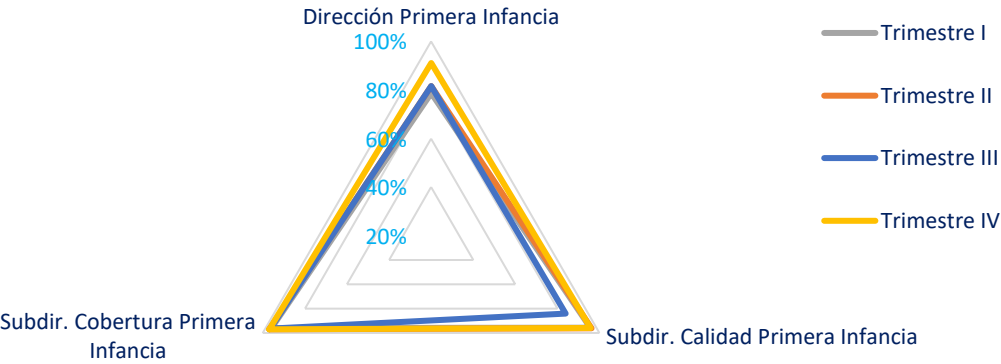 Dirección Primera Infancia
100%
80%
60%
40%
20%
Subdir. Cobertura Primera
Infancia
Subdir. Calidad Primera Infancia
Trimestre I
Trimestre II
Trimestre III
Trimestre IV